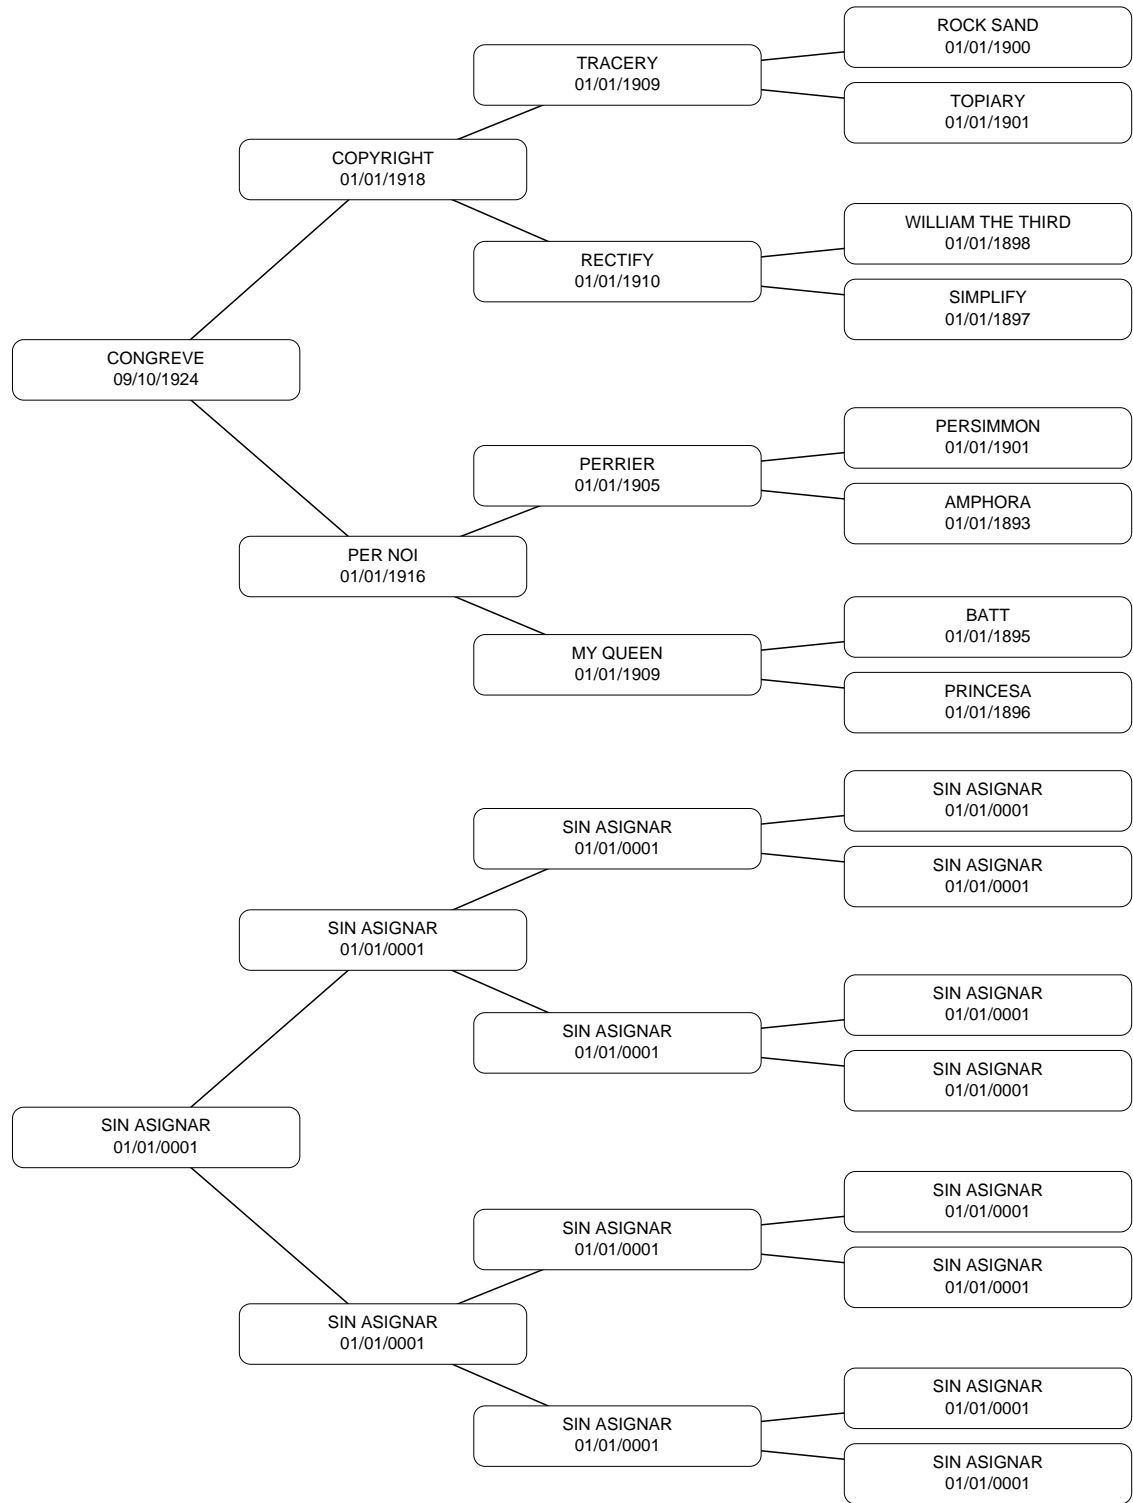 ROCK SAND
01/01/1900
TRACERY
01/01/1909
TOPIARY
01/01/1901
COPYRIGHT
01/01/1918
WILLIAM THE THIRD
01/01/1898
RECTIFY
01/01/1910
SIMPLIFY
01/01/1897
CONGREVE
09/10/1924
PERSIMMON
01/01/1901
PERRIER
01/01/1905
AMPHORA
01/01/1893
PER NOI
01/01/1916
BATT
01/01/1895
MY QUEEN
01/01/1909
PRINCESA
01/01/1896
SIN ASIGNAR
01/01/0001
SIN ASIGNAR
01/01/0001
SIN ASIGNAR
01/01/0001
SIN ASIGNAR
01/01/0001
SIN ASIGNAR
01/01/0001
SIN ASIGNAR
01/01/0001
SIN ASIGNAR
01/01/0001
SIN ASIGNAR
01/01/0001
SIN ASIGNAR
01/01/0001
SIN ASIGNAR
01/01/0001
SIN ASIGNAR
01/01/0001
SIN ASIGNAR
01/01/0001
SIN ASIGNAR
01/01/0001
SIN ASIGNAR
01/01/0001
SIN ASIGNAR
01/01/0001